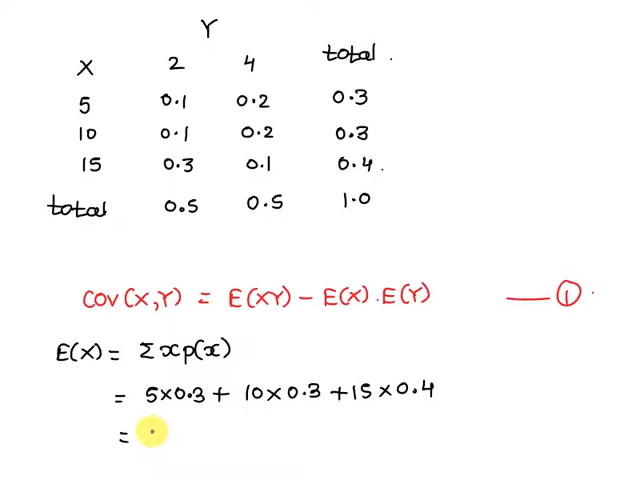 Y
X 2 4 total.
5 0.1 0.2 0.3
10 0.1 0.2 0.3
15 0.3 0.1 0.4.
total 0.5 0.5 1.0
Cov(X,Y) = E(XY) - E(X).E(Y) —— ① .
E(X) = Σxp(x)
= 5×0.3 + 10×0.3 +15×0.4
=